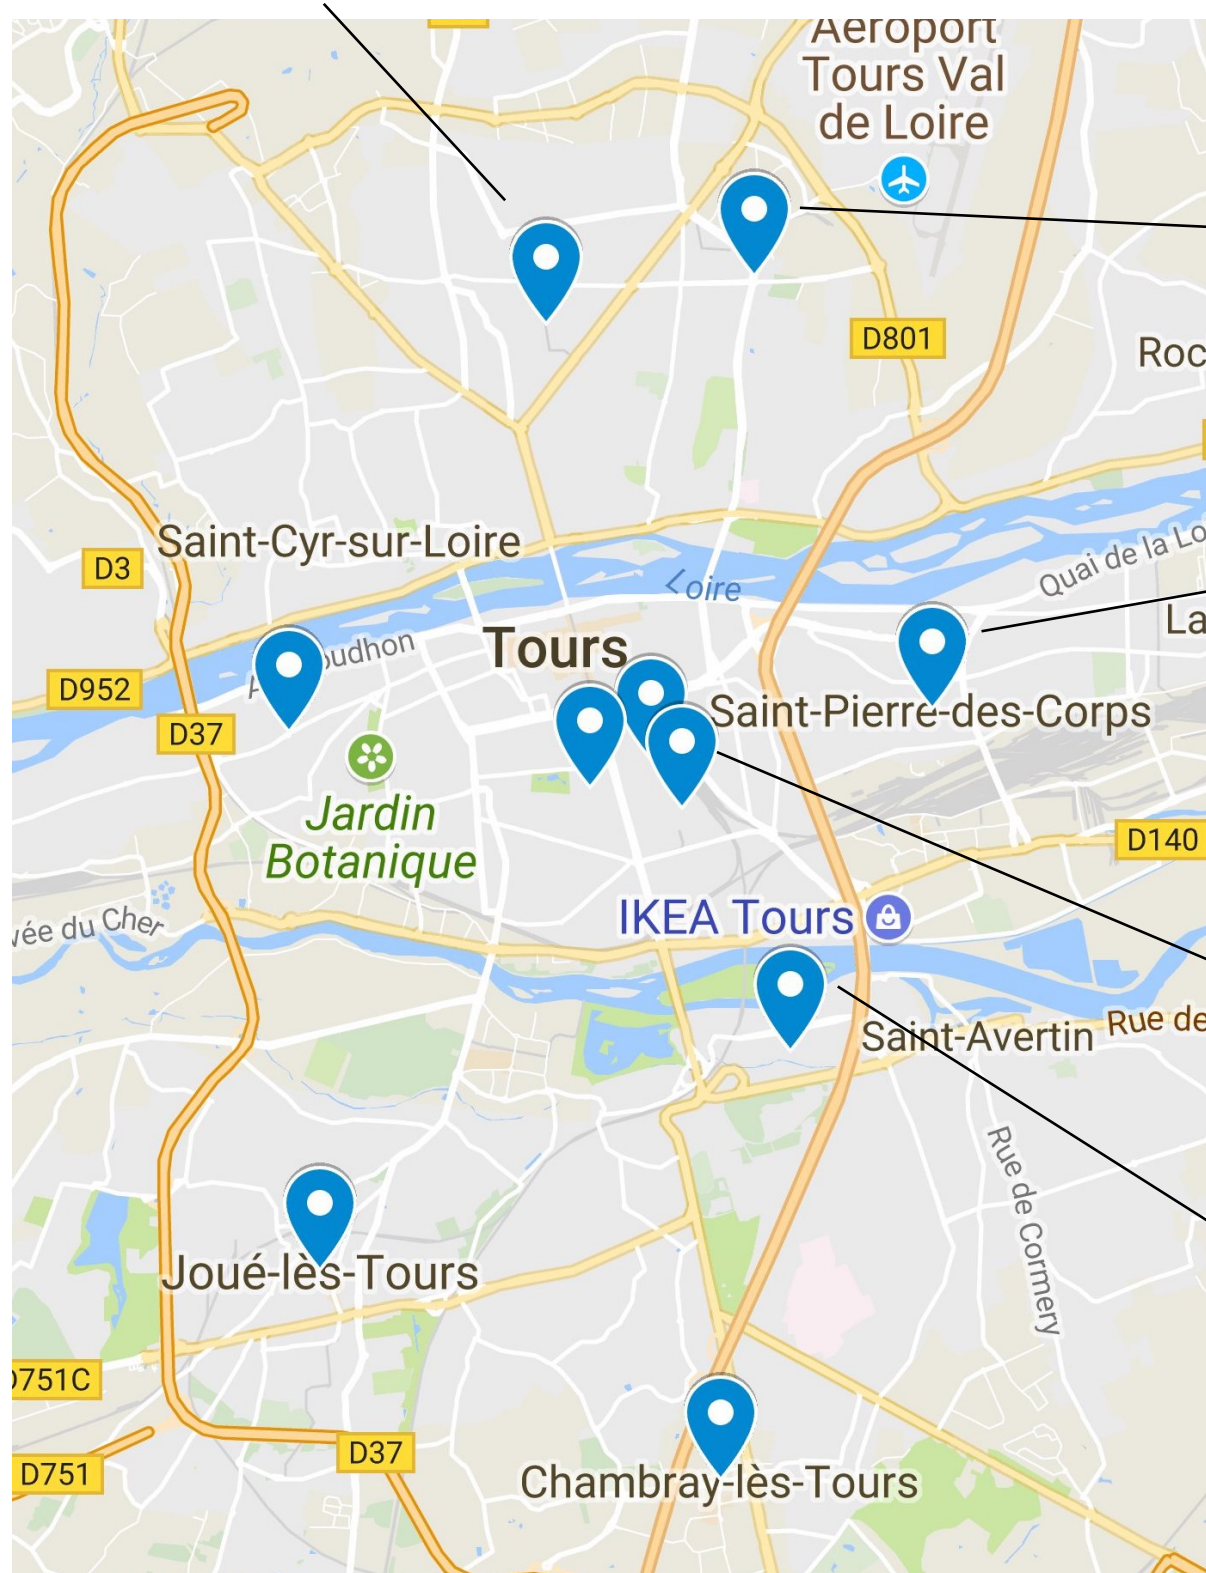 Aéroport
Tours Val
de Loire
D801
Roc
Saint-Cyr-sur-Loire
D3
Loire
Quai de la Lo
La
Tours
oudhon
D952
D37
Saint-Pierre-des-Corps
Jardin
Botanique
D140
IKEA Tours
vée du Cher
Saint-Avertin
Rue de
Rue de Cormery
Joué-lès-Tours
D751C
D37
D751
Chambray-lès-Tours